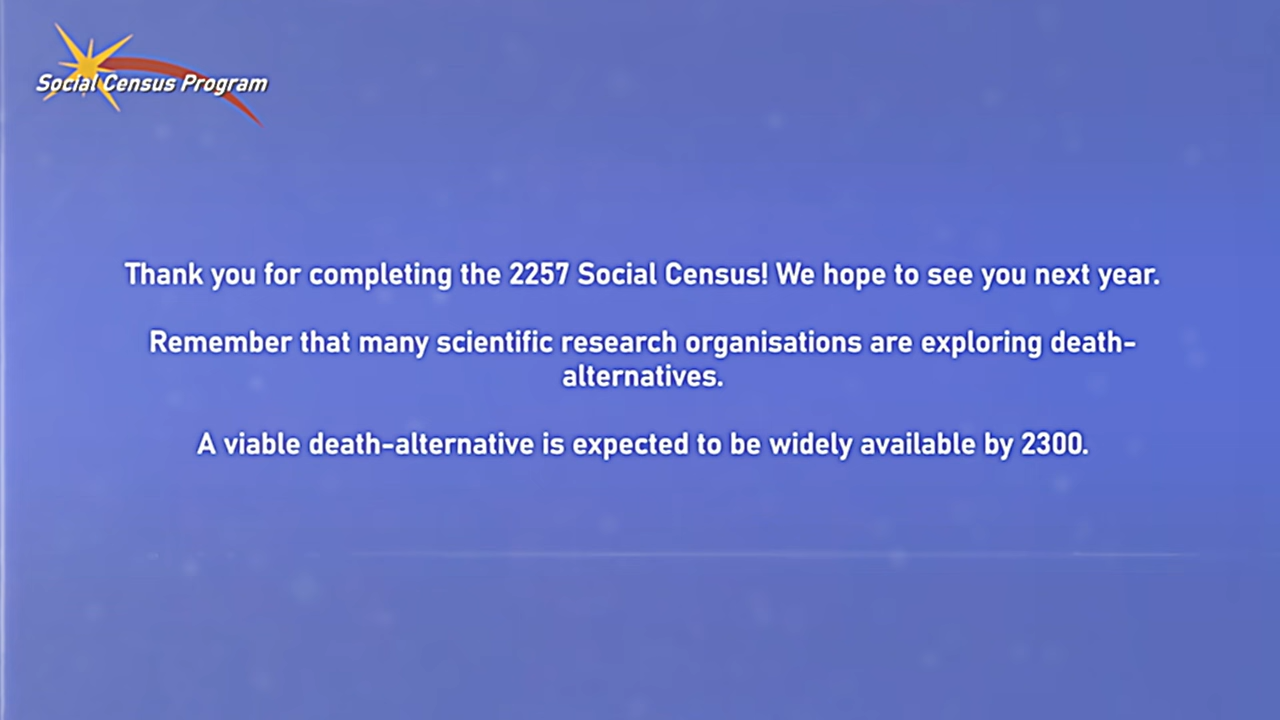 Social Census Program
Thank you for completing the 2257 Social Census! We hope to see you next year.
Remember that many scientific research organisations are exploring death-
alternatives.
A viable death-alternative is expected to be widely available by 2300.